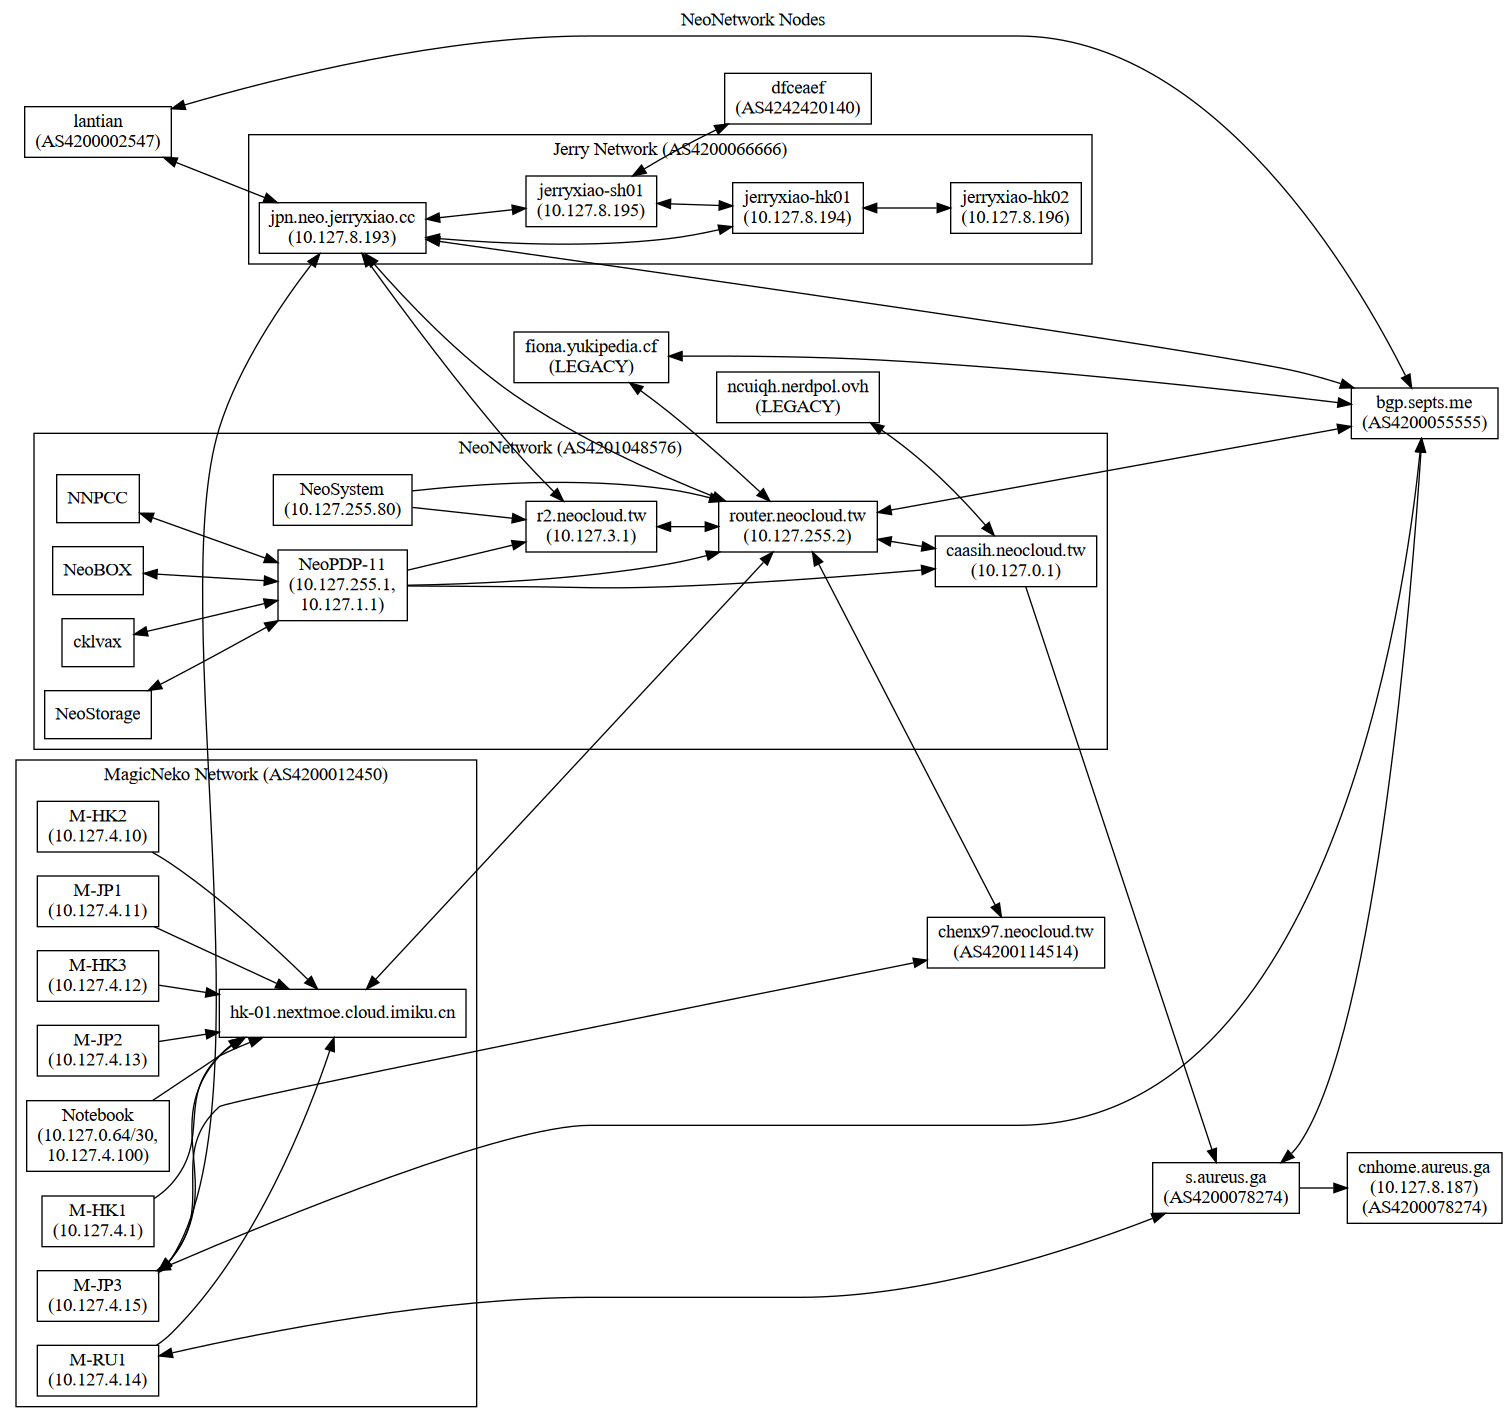 NeoNetwork Nodes
dfceaef
(AS4242420140)
lantian
(AS4200002547)
Jerry Network (AS4200066666)
jerryxiao-sh01
(10.127.8.195)
jerryxiao-hk01
(10.127.8.194)
jerryxiao-hk02
(10.127.8.196)
jpn.neo.jerryxiao.cc
(10.127.8.193)
fiona.yukipedia.cf
(LEGACY)
ncuiqh.nerdpol.ovh
(LEGACY)
bgp.septs.me
(AS4200055555)
NeoNetwork (AS4201048576)
NNPCC
NeoSystem
(10.127.255.80)
r2.neocloud.tw
(10.127.3.1)
router.neocloud.tw
(10.127.255.2)
caasih.neocloud.tw
(10.127.0.1)
NeoBOX
NeoPDP-11
(10.127.255.1,
10.127.1.1)
cklvax
NeoStorage
MagicNeko Network (AS4200012450)
M-HK2
(10.127.4.10)
M-JP1
(10.127.4.11)
M-HK3
(10.127.4.12)
hk-01.nextmoe.cloud.imiku.cn
M-JP2
(10.127.4.13)
Notebook
(10.127.0.64/30,
10.127.4.100)
M-HK1
(10.127.4.1)
M-JP3
(10.127.4.15)
M-RU1
(10.127.4.14)
chenx97.neocloud.tw
(AS4200114514)
s.aureus.ga
(AS4200078274)
cnhome.aureus.ga
(10.127.8.187)
(AS4200078274)